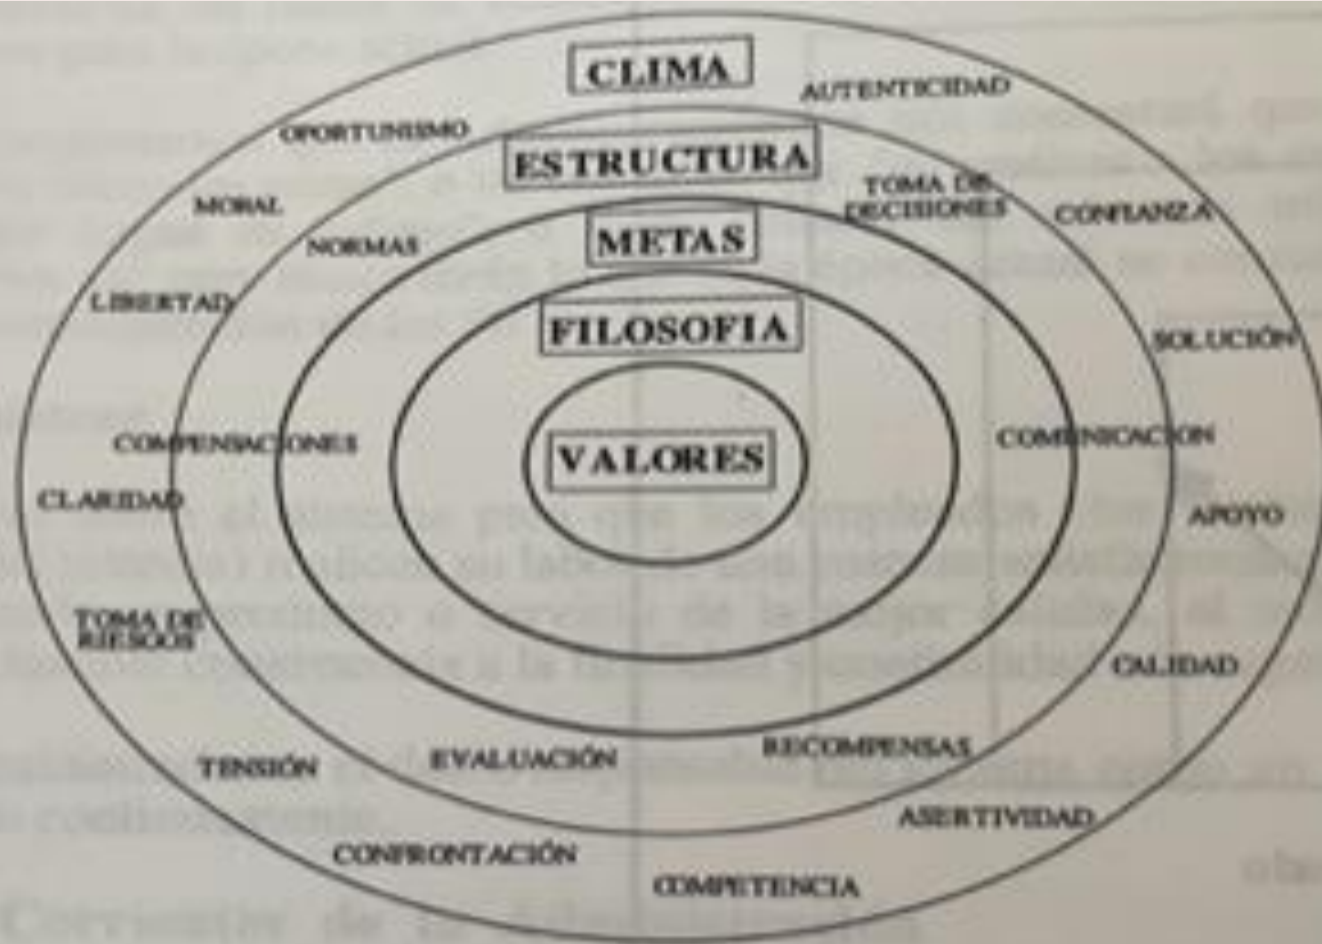 CLIMA
AUTENTICIDAD
OPORTUNISMO
ESTRUCTURA
TOMA DE
DECISIONES
MORAL
CONFIANZA
NORMAS
METAS
LIBERTAD
FILOSOFIA
SOLUCIÓN
COMPENSACIONES
VALORES
COMUNICACION
CLARIDAD
APOYO
TOMA DE
RIESGOS
CALIDAD
TENSIÓN
EVALUACIÓN
RECOMPENSAS
ASERTIVIDAD
CONFRONTACIÓN
COMPETENCIA